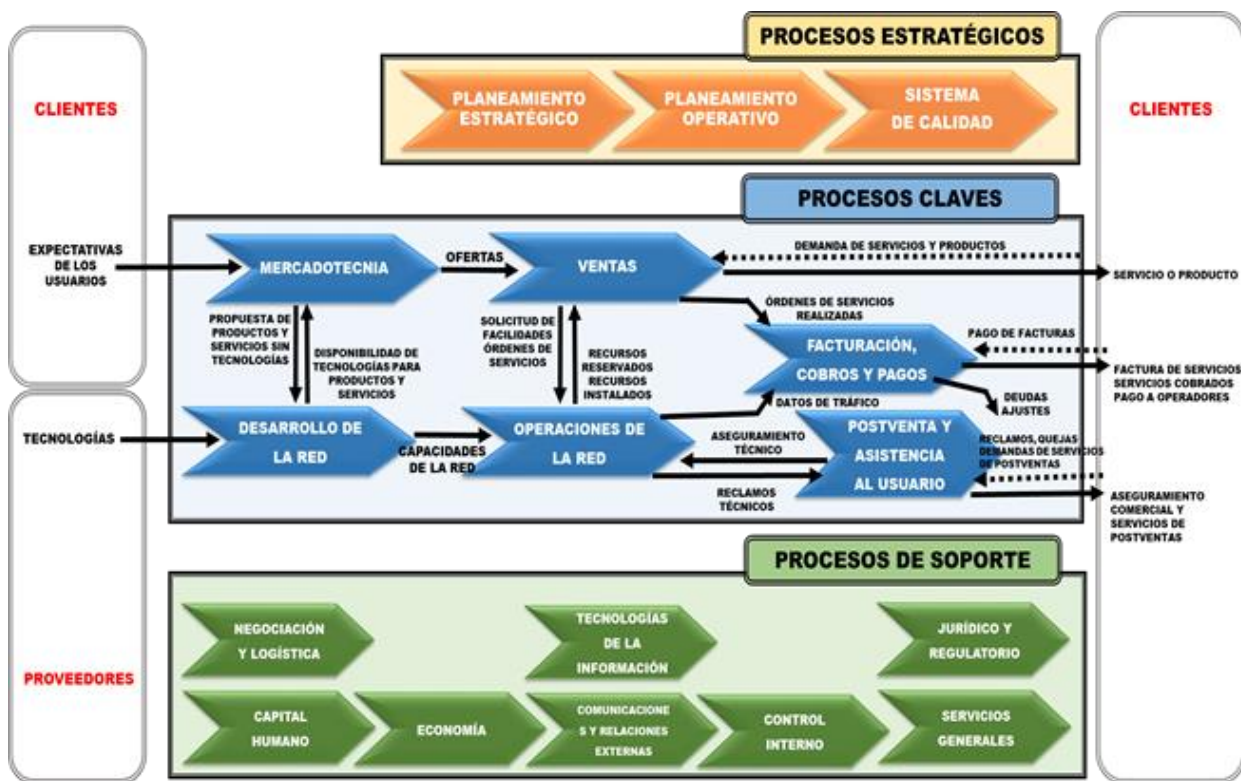 PROCESOS ESTRATÉGICOS
CLIENTES
PLANEAMIENTO
ESTRATÉGICO
PLANEAMIENTO
OPERATIVO
SISTEMA
DE CALIDAD
CLIENTES
PROCESOS CLAVES
EXPECTATIVAS
DE LOS
USUARIOS
MERCADOTECNIA
OFERTAS
VENTAS
DEMANDA DE SERVICIOS Y PRODUCTOS
SERVICIO O PRODUCTO
PROPUESTA DE
PRODUCTOS Y
SERVICIOS SIN
TECNOLOGÍAS
DISPONIBILIDAD DE
TECNOLOGÍAS PARA
PRODUCTOS Y
SERVICIOS
SOLICITUD DE
FACILIDADES
ÓRDENES DE
SERVICIOS
RECURSOS
RESERVADOS
RECURSOS
INSTALADOS
ÓRDENES DE SERVICIOS
REALIZADAS
FACTURACIÓN,
COBROS Y PAGOS
PAGO DE FACTURAS
FACTURA DE SERVICIOS
SERVICIOS COBRADOS
PAGO A OPERADORES
DATOS DE TRÁFICO
DEUDAS
AJUSTES
TECNOLOGÍAS
DESARROLLO DE
LA RED
CAPACIDADES
DE LA RED
OPERACIONES DE
LA RED
ASEGURAMIENTO
TÉCNICO
RECLAMOS
TÉCNICOS
POSTVENTA Y
ASISTENCIA
AL USUARIO
RECLAMOS, QUEJAS
DEMANDAS DE SERVICIOS
DE POSTVENTAS
ASEGURAMIENTO
COMERCIAL Y
SERVICIOS DE
POSTVENTAS
PROCESOS DE SOPORTE
PROVEEDORES
NEGOCIACIÓN
Y LOGÍSTICA
TECNOLOGÍAS
DE LA
INFORMACIÓN
JURÍDICO Y
REGULATORIO
CAPITAL
HUMANO
ECONOMÍA
COMUNICACIONE
S Y RELACIONES
EXTERNAS
CONTROL
INTERNO
SERVICIOS
GENERALES